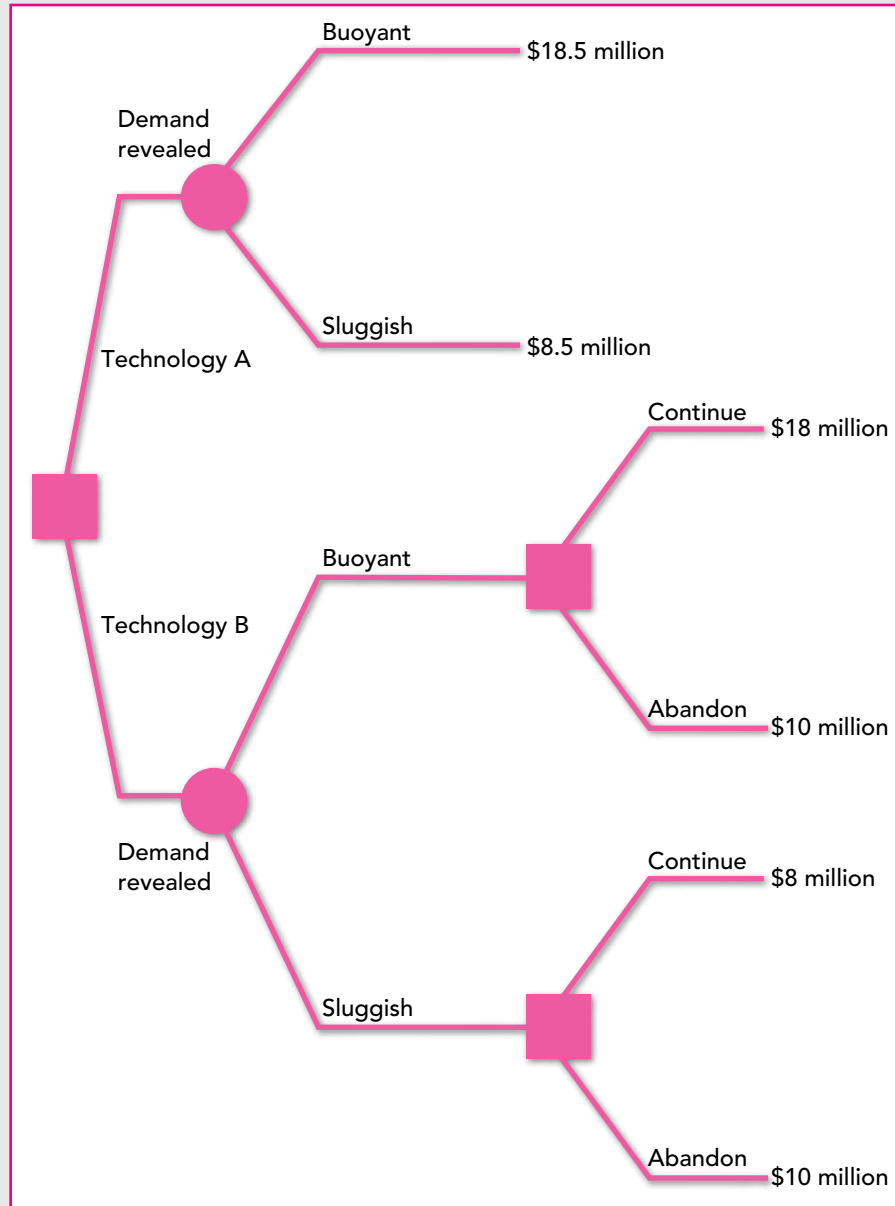 Buoyant
$18.5 million
Demand
revealed
Sluggish
$8.5 million
Technology A
Continue
$18 million
Buoyant
Technology B
Abandon
$10 million
Demand
revealed
Continue
$8 million
Sluggish
Abandon
$10 million